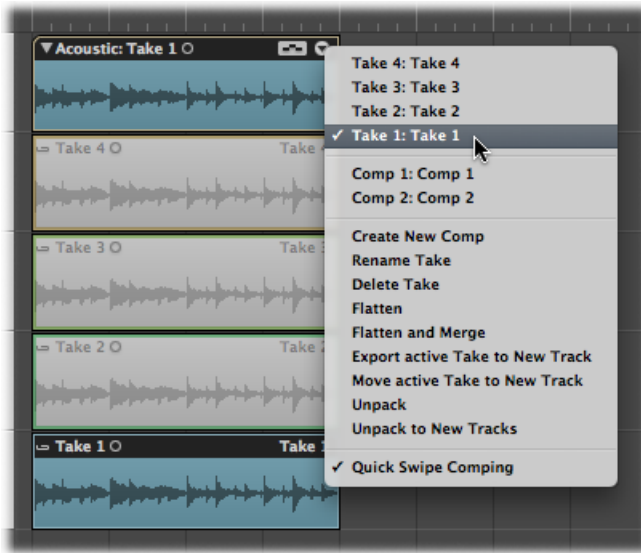 Acoustic: Take 1
Take 4: Take 4
Take 3: Take 3
Take 2: Take 2
✓ Take 1: Take 1
Comp 1: Comp 1
Comp 2: Comp 2
Create New Comp
Rename Take
Delete Take
Flatten
Flatten and Merge
Export active Take to New Track
Move active Take to New Track
Unpack
Unpack to New Tracks
✓ Quick Swipe Comping
Take 4 Take
Take 3 Take
Take 2 Take
Take 1 Take